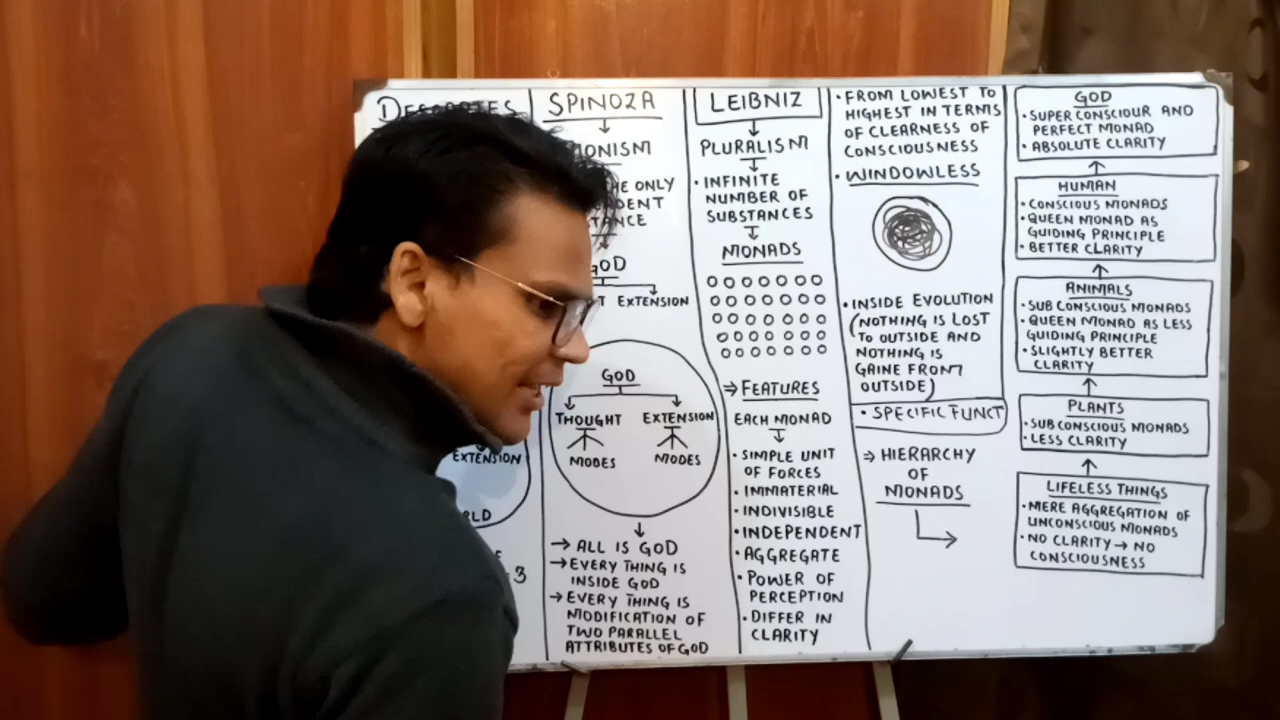 DESCARTES
EXTENSION
3
SPINOZA
THE ONLY
GOD
EXTENSION
GOD
THOUGHT EXTENSION
MODES MODES
→ ALL IS GOD
→ EVERY THING IS
INSIDE GOD
→ EVERY THING IS
MODIFICATION OF
TWO PARALLEL
ATTRIBUTES OF GOD
LEIBNIZ
PLURALISM
• INFINITE
NUMBER OF
SUBSTANCES
MONADS
⇒ FEATURES
EACH MONAD
• SIMPLE UNIT
OF FORCES
• IMMATERIAL
• INDIVISIBLE
• INDEPENDENT
• AGGREGATE
• POWER OF
PERCEPTION
• DIFFER IN
CLARITY
• FROM LOWEST TO
HIGHEST IN TERMS
OF CLEARNESS OF
CONSCIOUSNESS
• WINDOWLESS
• INSIDE EVOLUTION
(NOTHING IS LOST
TO OUTSIDE AND
NOTHING IS
GAINE FROM
OUTSIDE)
• SPECIFIC FUNCT
⇒ HIERARCHY
OF
MONADS
GOD
• SUPER CONSCIOUR AND
PERFECT MONAD
• ABSOLUTE CLARITY
HUMAN
• CONSCIOUS MONADS
• QUEEN MONAD AS
GUIDING PRINCIPLE
• BETTER CLARITY
ANIMALS
• SUB CONSCIOUS MONADS
• QUEEN MONAD AS LESS
GUIDING PRINCIPLE
• SLIGHTLY BETTER
CLARITY
PLANTS
• SUB CONSCIOUS MONADS
• LESS CLARITY
LIFELESS THINGS
• MERE AGGREGATION OF
UNCONSCIOUS MONADS
• NO CLARITY → NO
CONSCIOUSNESS